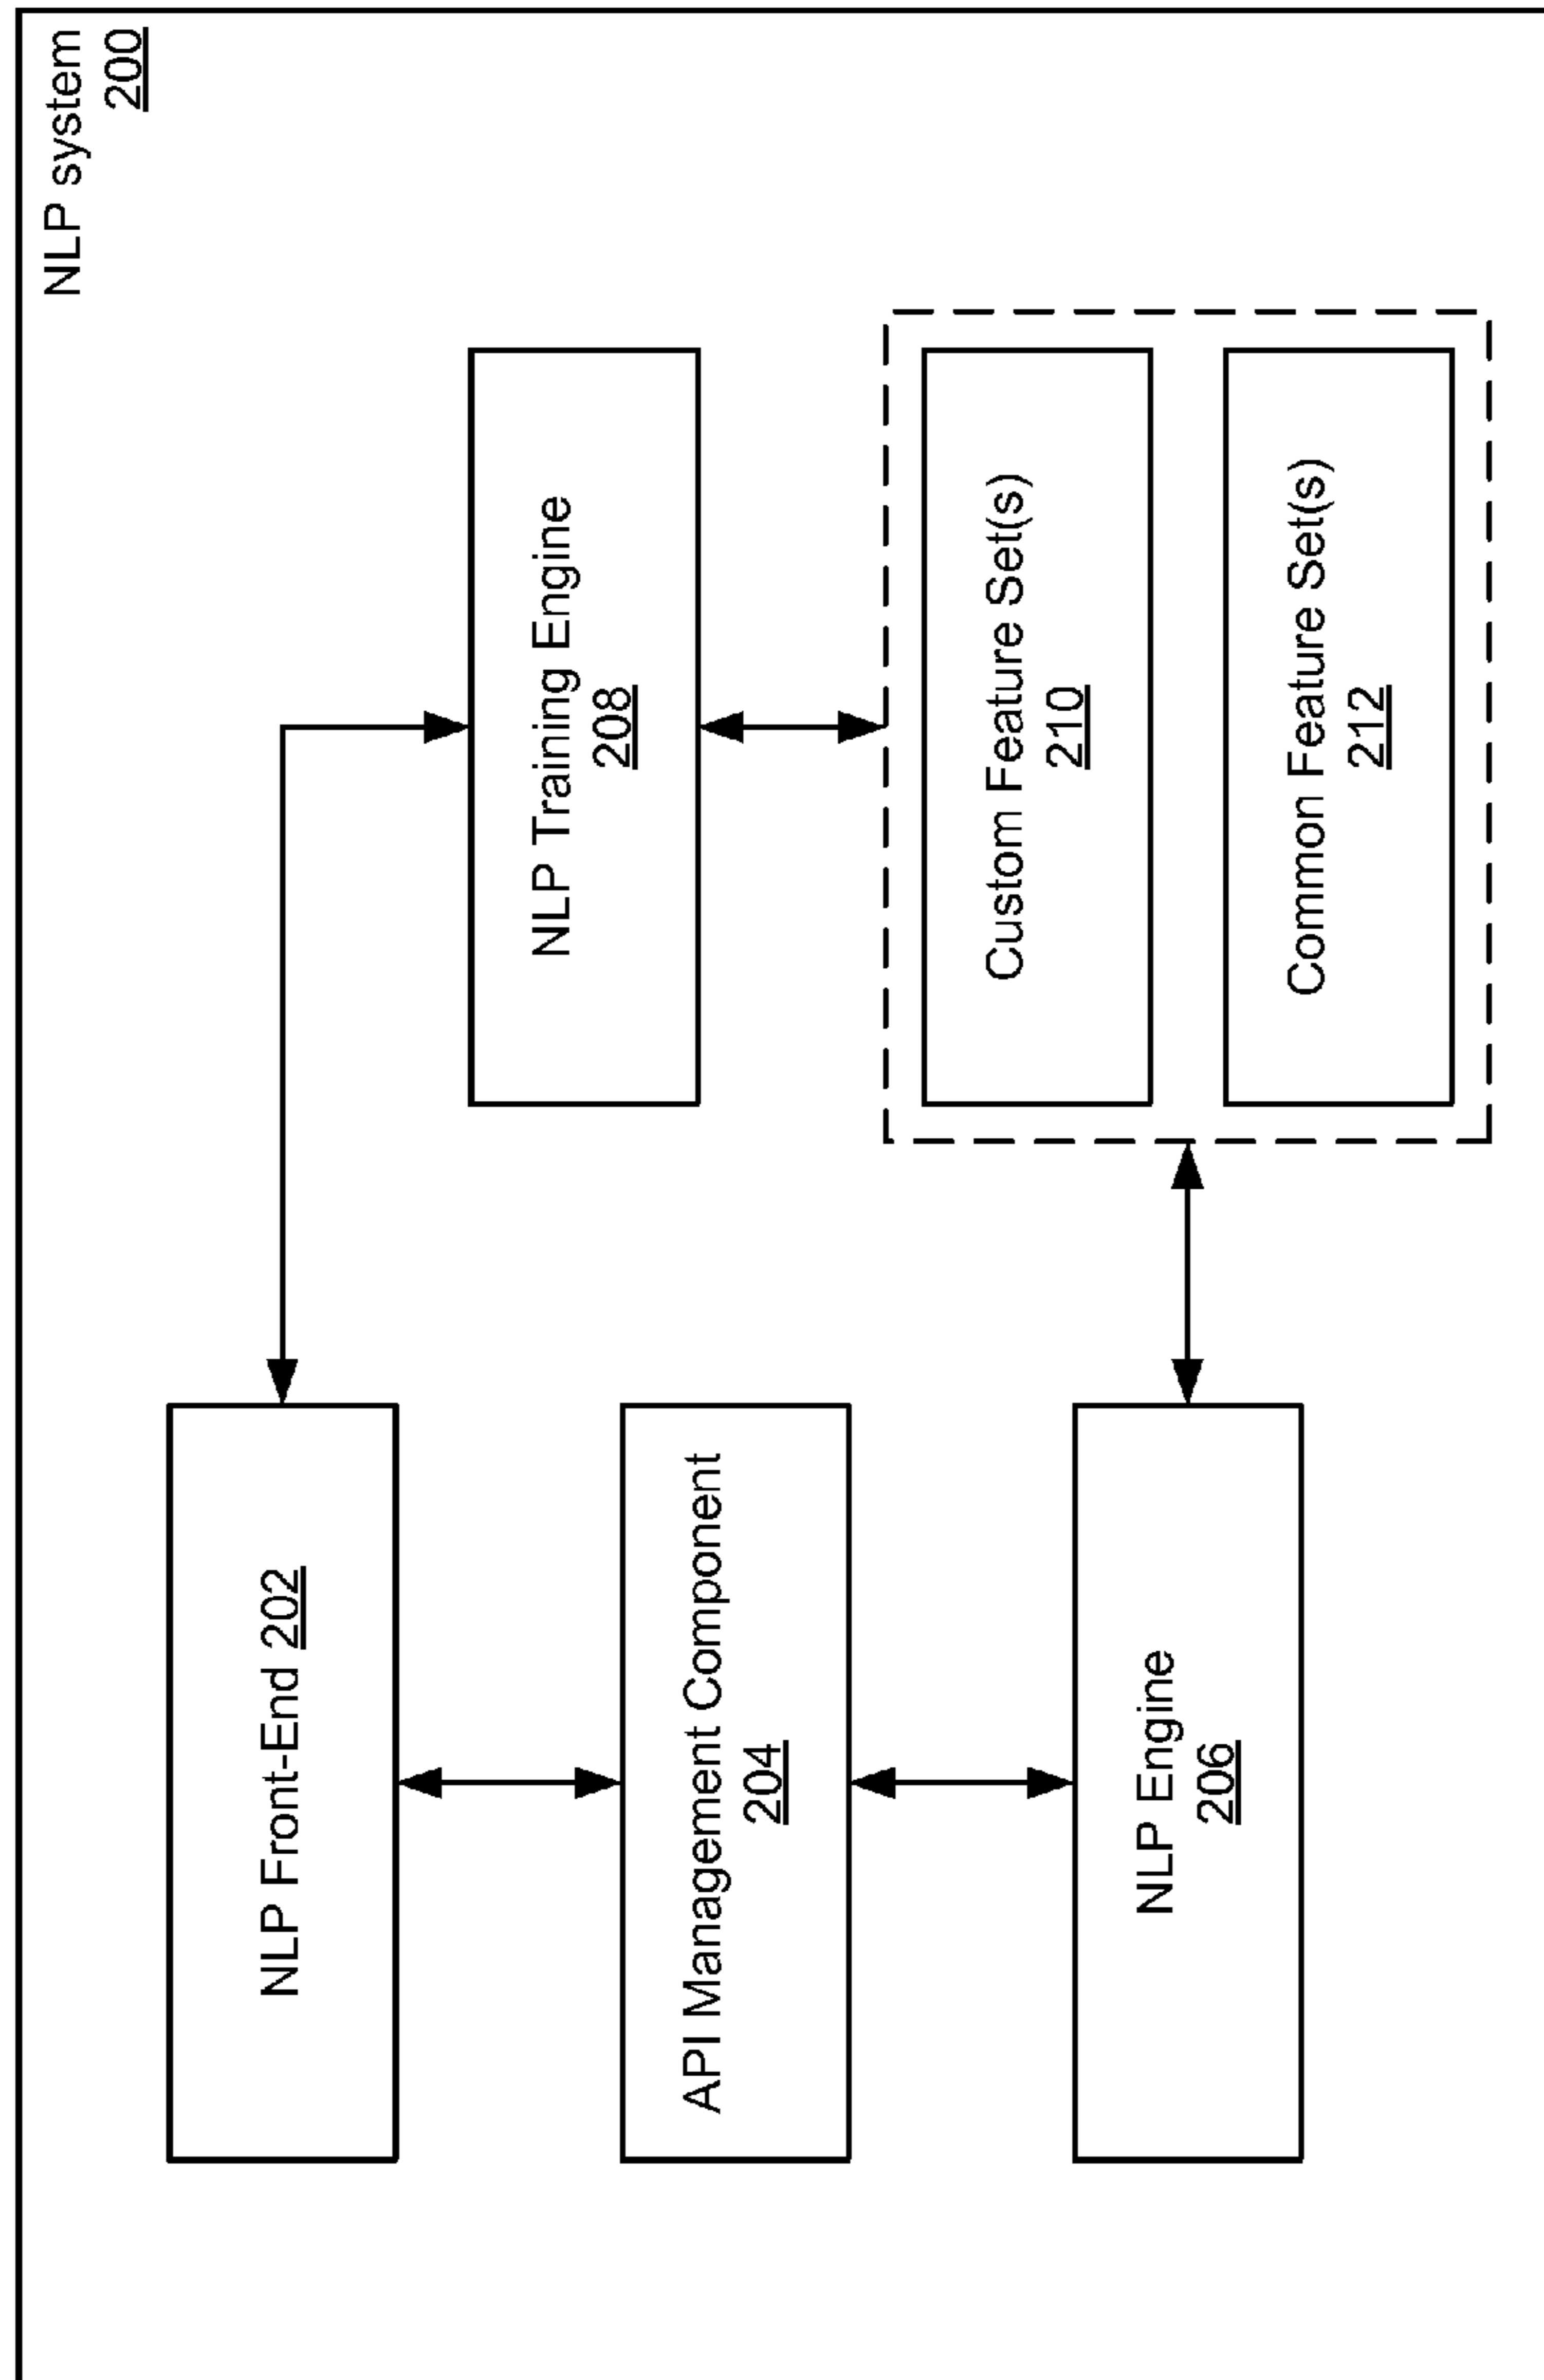 NLP system
200
NLP Front-End 202
API Management Component
204
NLP Engine
206
NLP Training Engine
208
Custom Feature Set(s)
210
Common Feature Set(s)
212